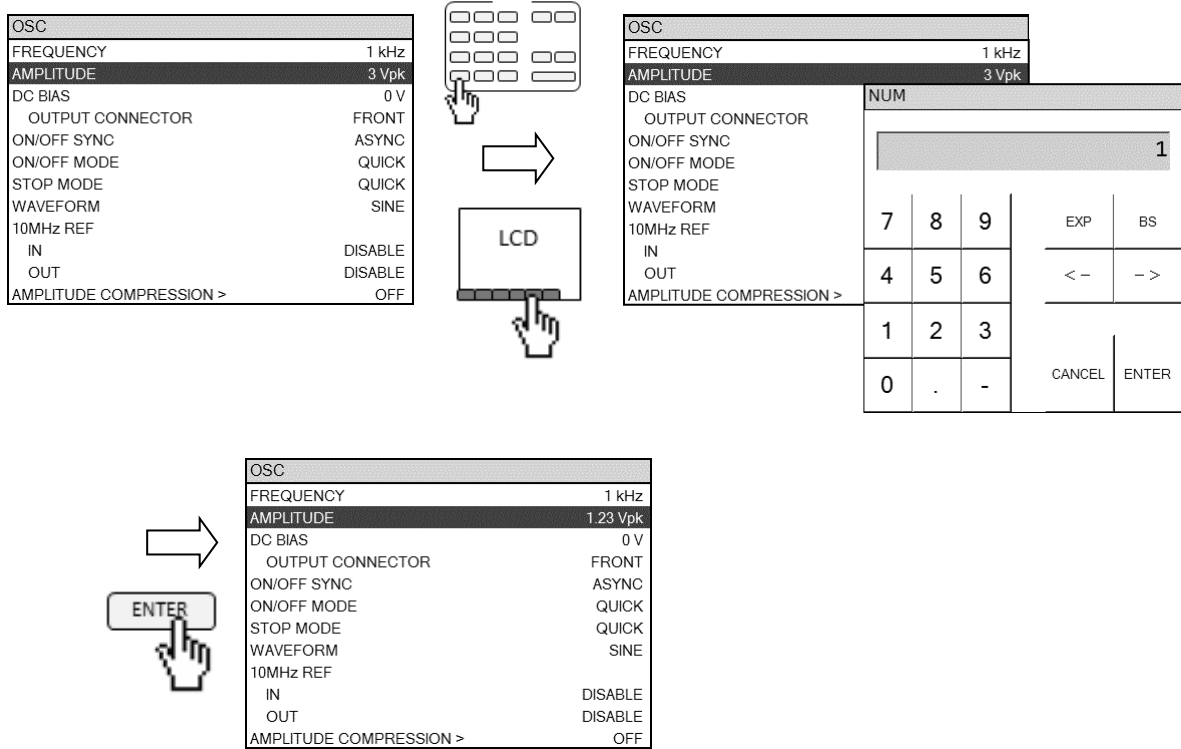 OSC
FREQUENCY 1 kHz
AMPLITUDE 3 Vpk
DC BIAS 0 V
OUTPUT CONNECTOR FRONT
ON/OFF SYNC ASYNC
ON/OFF MODE QUICK
STOP MODE QUICK
WAVEFORM SINE
10MHz REF
IN DISABLE
OUT DISABLE
AMPLITUDE COMPRESSION > OFF
LCD
OSC
FREQUENCY 1 kHz
AMPLITUDE 3 Vpk
DC BIAS
OUTPUT CONNECTOR
ON/OFF SYNC
ON/OFF MODE
STOP MODE
WAVEFORM
10MHz REF
IN
OUT
AMPLITUDE COMPRESSION >
NUM
1
7 8 9 EXP BS
4 5 6 <- ->
1 2 3
0 . - CANCEL ENTER
ENTER
OSC
FREQUENCY 1 kHz
AMPLITUDE 1.23 Vpk
DC BIAS 0 V
OUTPUT CONNECTOR FRONT
ON/OFF SYNC ASYNC
ON/OFF MODE QUICK
STOP MODE QUICK
WAVEFORM SINE
10MHz REF
IN DISABLE
OUT DISABLE
AMPLITUDE COMPRESSION > OFF